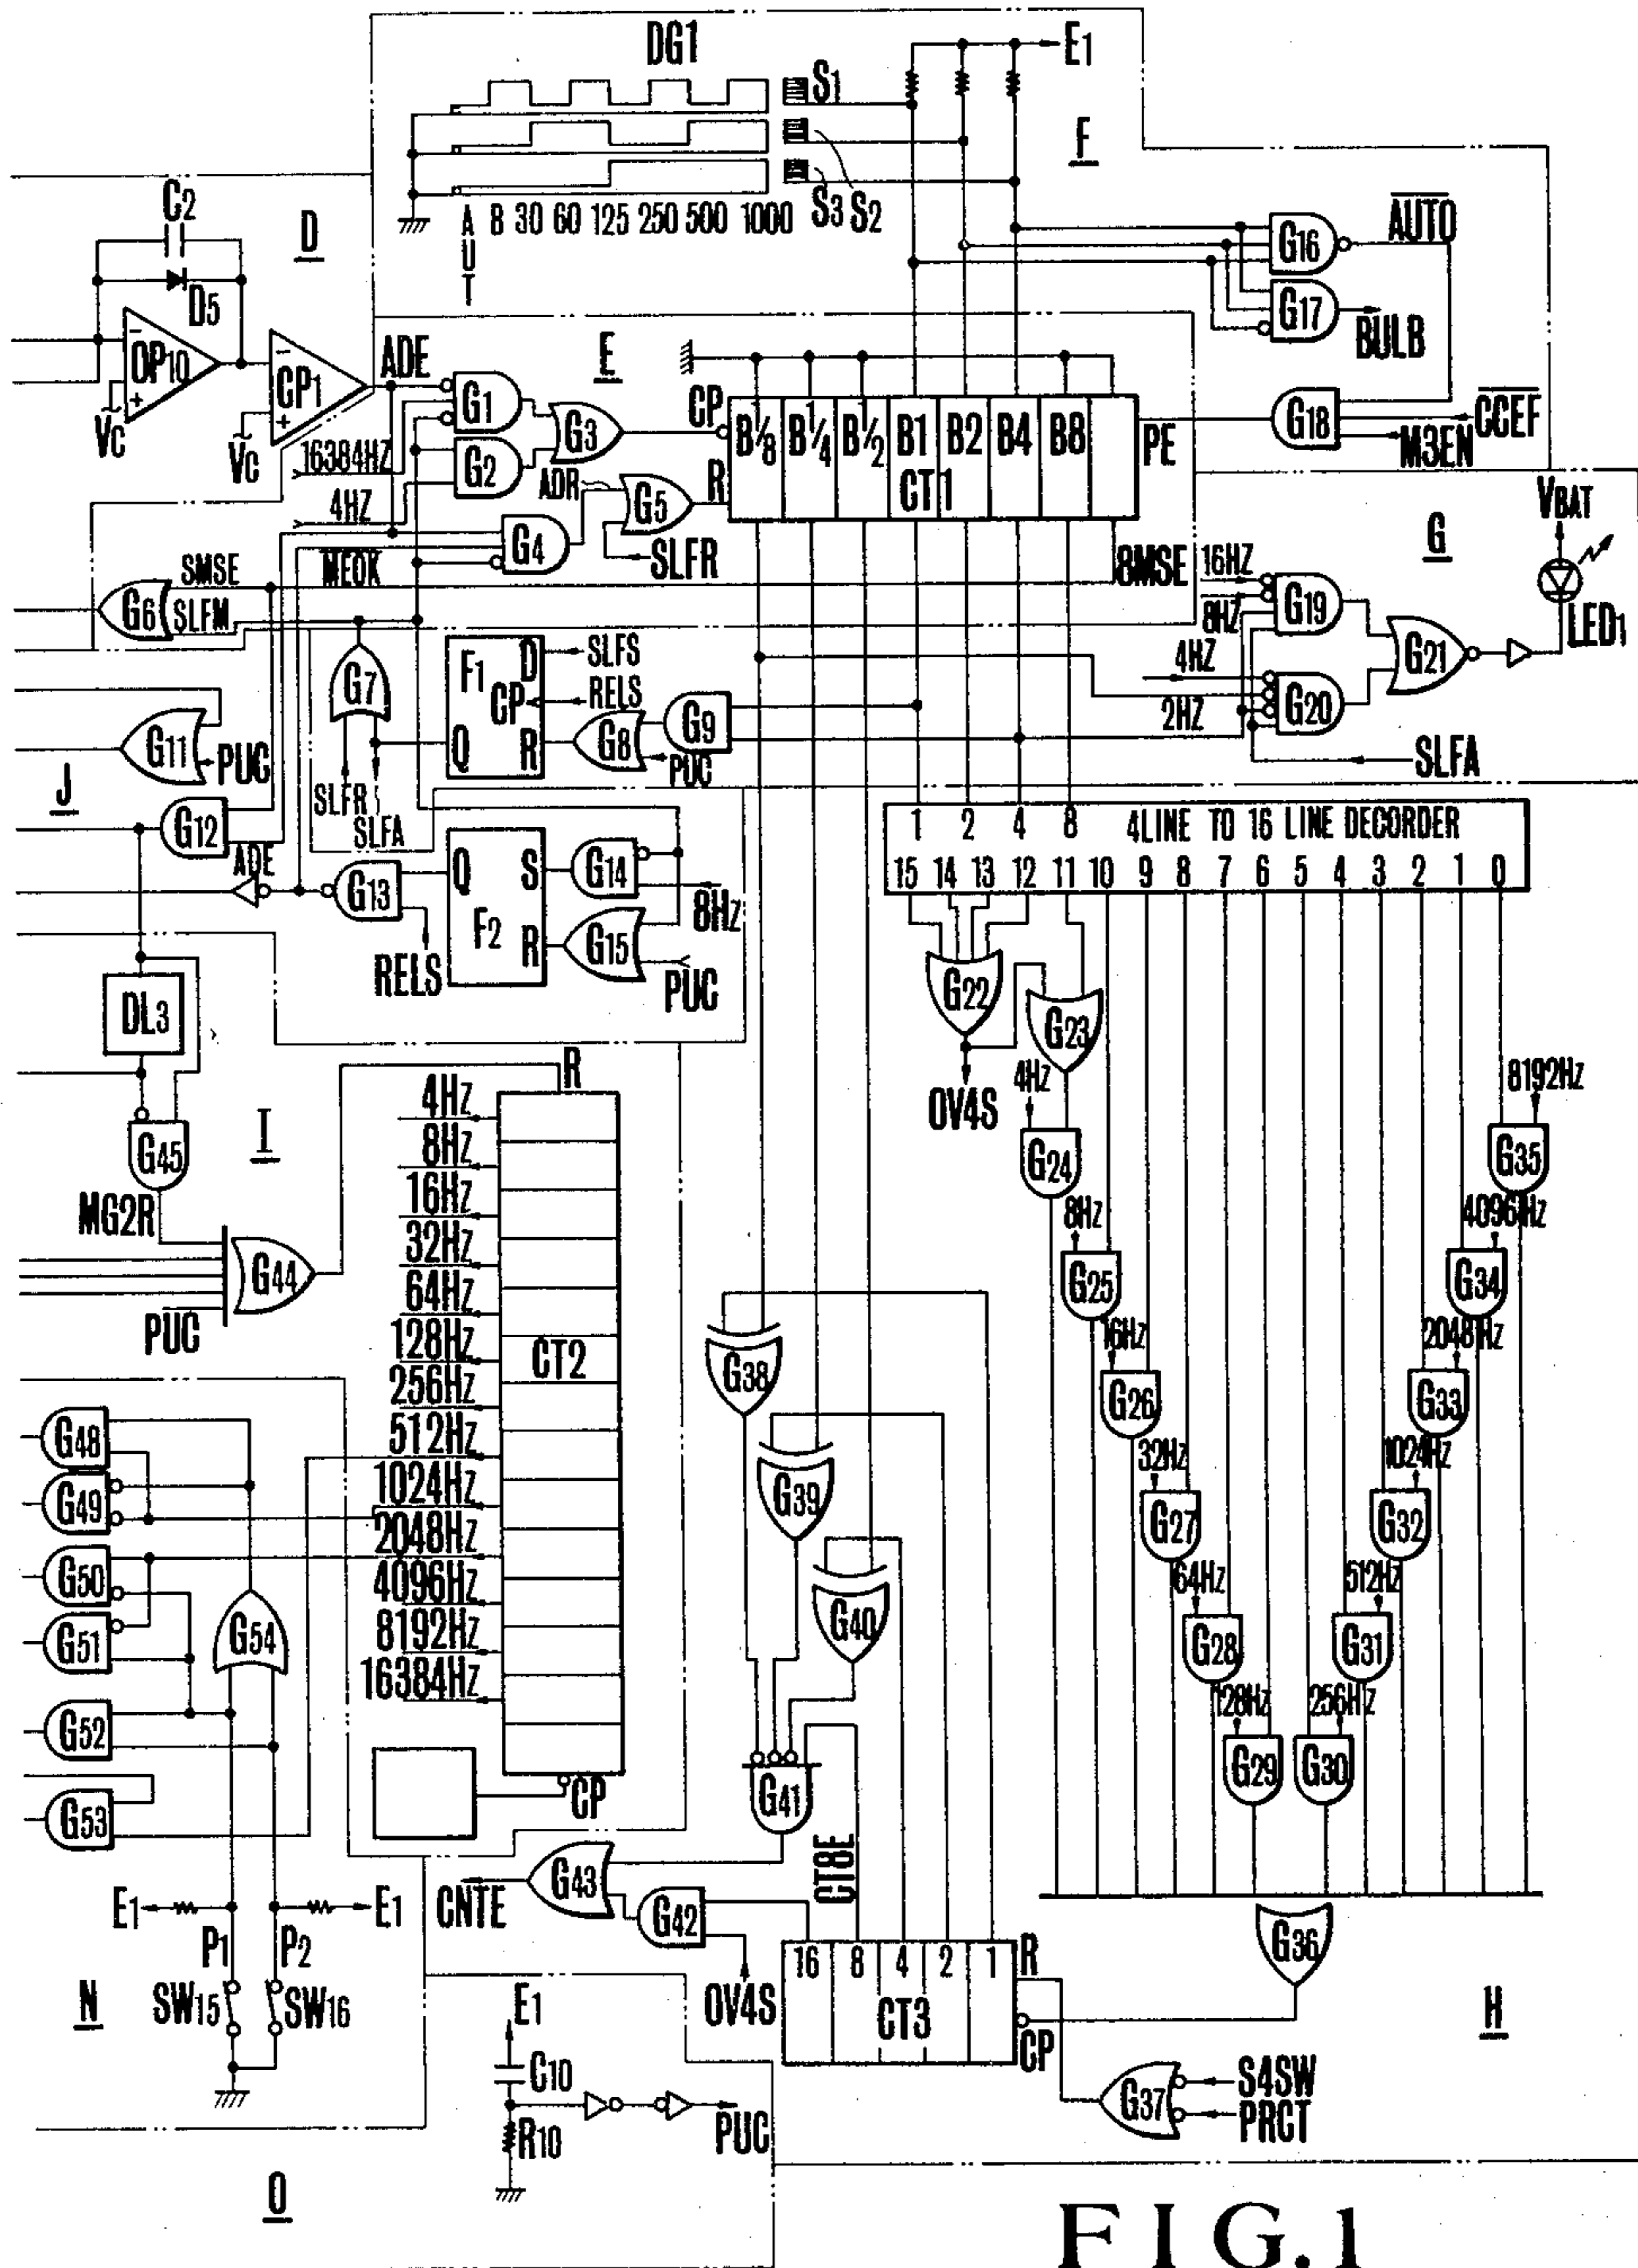 DG1
S1
E1
F
S3 S2
A
U
T
8 30 60 125 250 500 1000
C2
D
D5
OP10
CP1
V͂C
V͂C
ADE
E
16384HZ
4HZ
G1
G2
G3
ADR
G4
G5
SLFR
CP
R
B1/8
B1/4
B1/2
B1
B2
B4
B8
CT1
PE
G16
AUTO
G17
BULB
G18
CCEF
M3EN
G
VBAT
LED1
8MSE
16HZ
8HZ
G19
4HZ
2HZ
G20
G21
SLFA
SMSE
SLFM
G6
MEOK
G7
F1
D
CP
Q
R
SLFS
RELS
G8
G9
PUC
G11
PUC
J
SLFR
SLFA
G12
ADE
G13
RELS
Q
S
F2
R
G14
8HZ
G15
PUC
1 2 4 8 4LINE TO 16 LINE DECORDER
15 14 13 12 11 10 9 8 7 6 5 4 3 2 1 0
G22
G23
OV4S
4HZ
G24
8HZ
G25
16HZ
G26
32HZ
G27
64HZ
G28
128HZ
G29
256HZ
G30
512HZ
G31
1024HZ
G32
2048HZ
G33
4096HZ
G34
8192HZ
G35
DL3
G45
I
MG2R
G44
PUC
R
4HZ
8HZ
16HZ
32HZ
64HZ
128HZ
256HZ
512HZ
1024HZ
2048HZ
4096HZ
8192HZ
16384HZ
CT2
CP
G38
G39
G40
G41
G48
G49
G50
G51
G52
G53
G54
E1
E1
P1
P2
SW15
SW16
N
CNTE
G43
G42
OV4S
CT8E
16 8 4 2 1
CT3
R
CP
G36
H
G37
S4SW
PRCT
E1
C10
R10
PUC
O
FIG.1